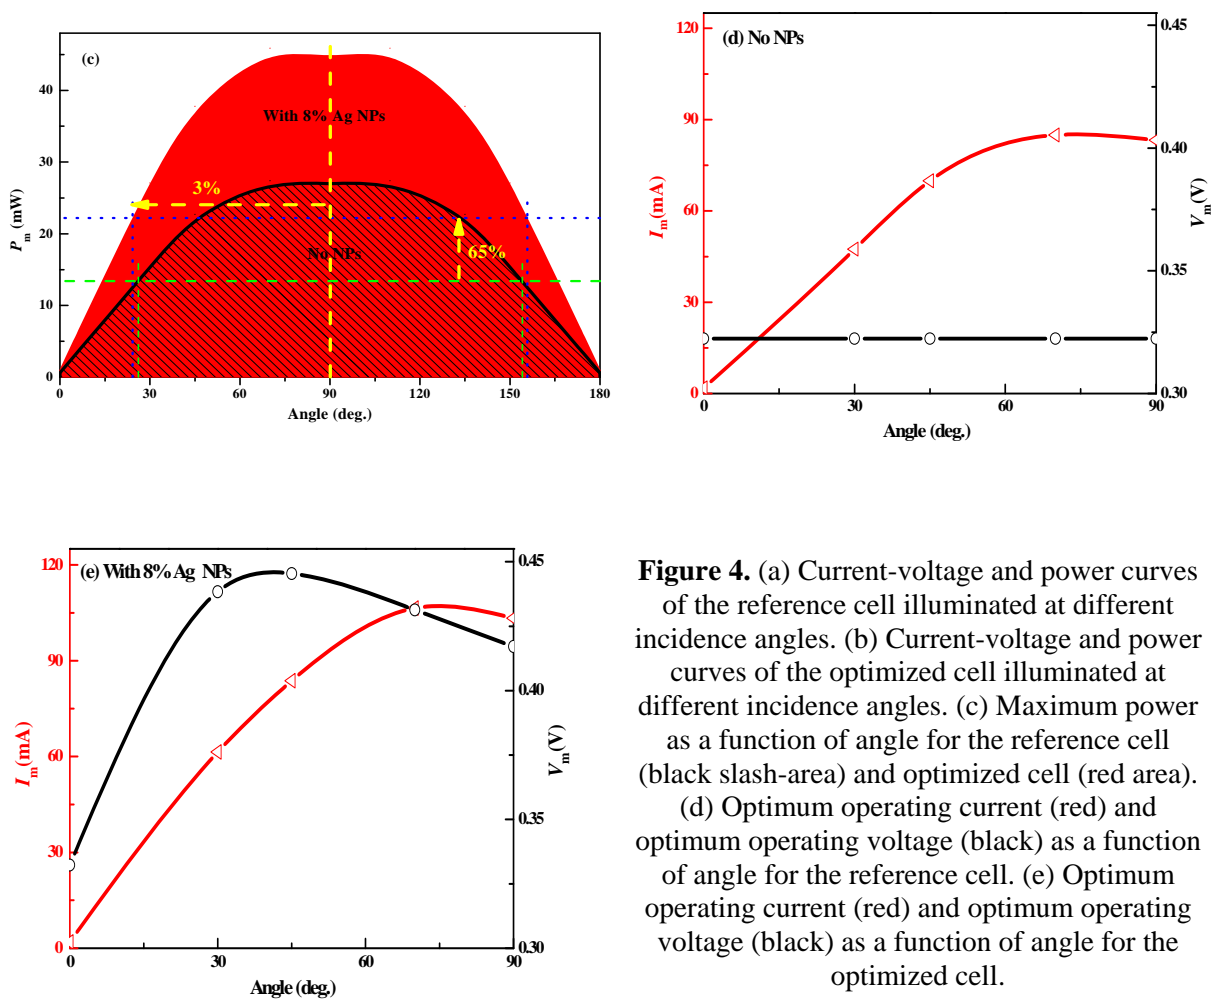 (c)
With 8% Ag NPs
3%
No NPs
65%
P_m (mW)
40
30
20
10
0
0 30 60 90 120 150 180
Angle (deg.)
(d) No NPs
I_m(mA)
120
90
60
30
0
V_m(V)
0.45
0.40
0.35
0.30
0 30 60 90
Angle (deg.)
(e) With 8% Ag NPs
I_m(mA)
120
90
60
30
0
V_m(V)
0.45
0.40
0.35
0.30
0 30 60 90
Angle (deg.)
Figure 4. (a) Current-voltage and power curves
of the reference cell illuminated at different
incidence angles. (b) Current-voltage and power
curves of the optimized cell illuminated at
different incidence angles. (c) Maximum power
as a function of angle for the reference cell
(black slash-area) and optimized cell (red area).
(d) Optimum operating current (red) and
optimum operating voltage (black) as a function
of angle for the reference cell. (e) Optimum
operating current (red) and optimum operating
voltage (black) as a function of angle for the
optimized cell.